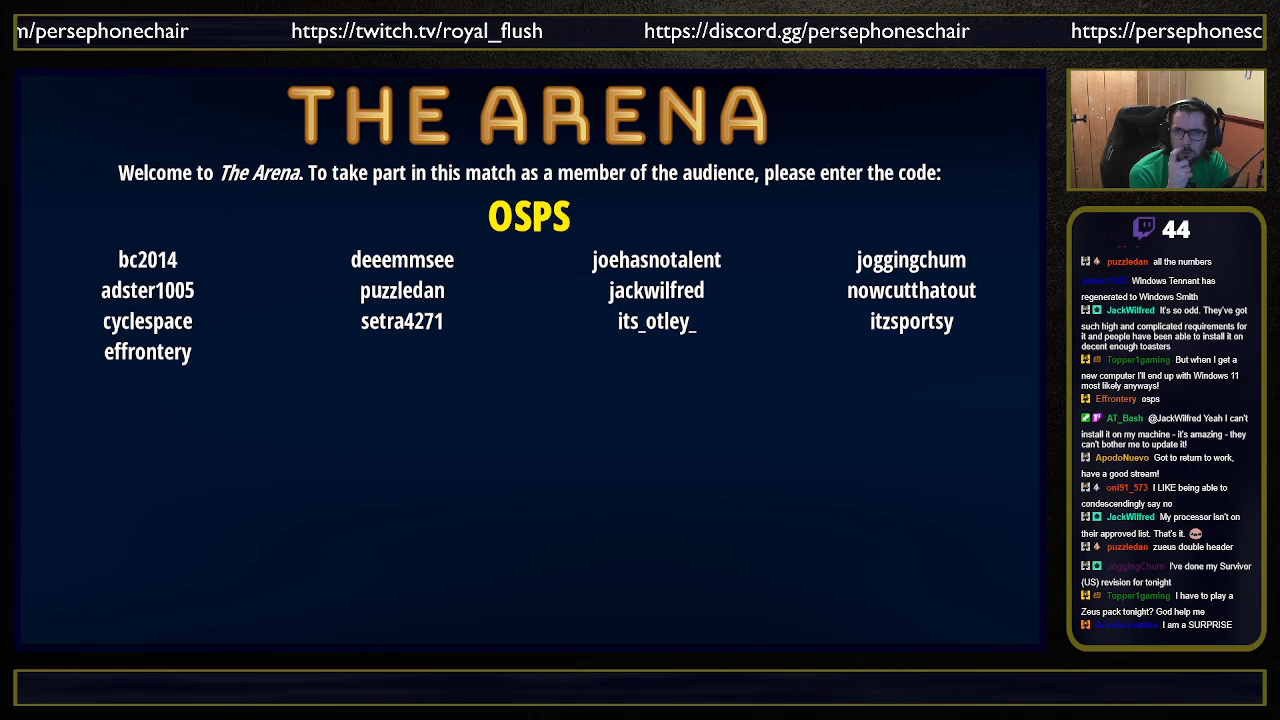 m/persephonechair https://twitch.tv/royal_flush https://discord.gg/persephoneschair https://persephonesc
THE ARENA
Welcome to The Arena. To take part in this match as a member of the audience, please enter the code:
OSPS
bc2014 deeemmsee joehasnotalent joggingchum
adster1005 puzzledan jackwilfred nowcutthatout
cyclespace setra4271 its_otley_ itzsportsy
effrontery
44
puzzledan all the numbers
adster1005 Windows Tennant has
regenerated to Windows Smith
JackWilfred It's so odd. They've got
such high and complicated requirements for
it and people have been able to install it on
decent enough toasters
Topper1gaming But when I get a
new computer I'll end up with Windows 11
most likely anyways!
Effrontery osps
AT_Bash @JackWilfred Yeah I can't
install it on my machine - it's amazing - they
can't bother me to update it!
ApodoNuevo Got to return to work,
have a good stream!
onl91_573 I LIKE being able to
condescendingly say no
JackWilfred My processor isn't on
their approved list. That's it.
puzzledan zueus double header
JoggingChum I've done my Survivor
(US) revision for tonight
Topper1gaming I have to play a
Zeus pack tonight? God help me
I am a SURPRISE